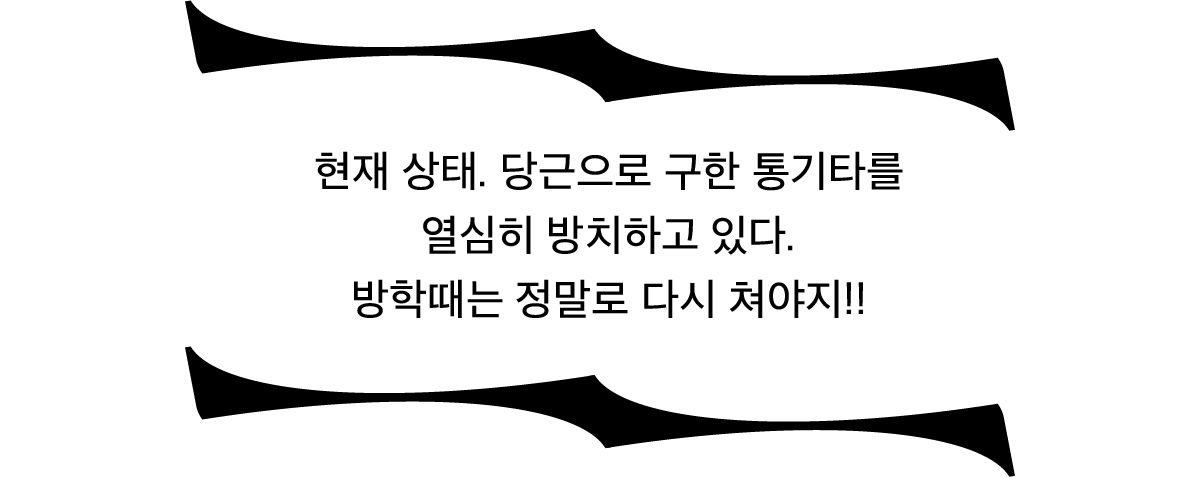 현재 상태. 당근으로 구한 통기타를
열심히 방치하고 있다.
방학때는 정말로 다시 쳐야지!!